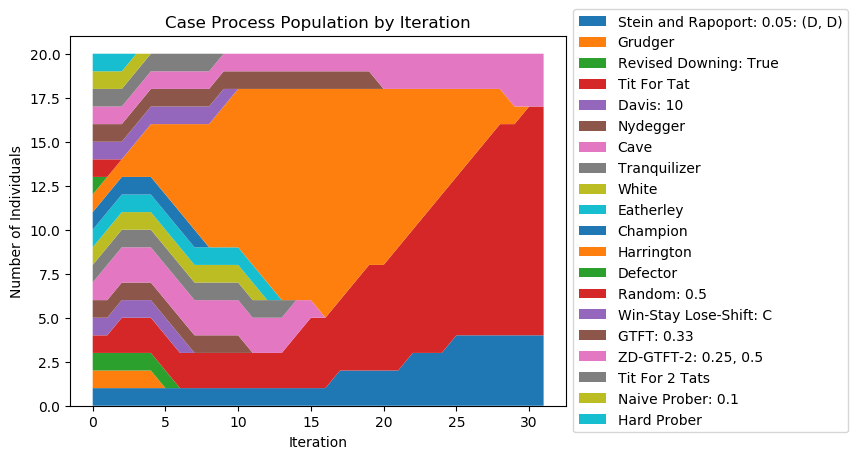 Case Process Population by Iteration
20.0
17.5
15.0
12.5
10.0
7.5
5.0
2.5
0.0
Number of Individuals
0 5 10 15 20 25 30
Iteration
Stein and Rapoport: 0.05: (D, D)
Grudger
Revised Downing: True
Tit For Tat
Davis: 10
Nydegger
Cave
Tranquilizer
White
Eatherley
Champion
Harrington
Defector
Random: 0.5
Win-Stay Lose-Shift: C
GTFT: 0.33
ZD-GTFT-2: 0.25, 0.5
Tit For 2 Tats
Naive Prober: 0.1
Hard Prober